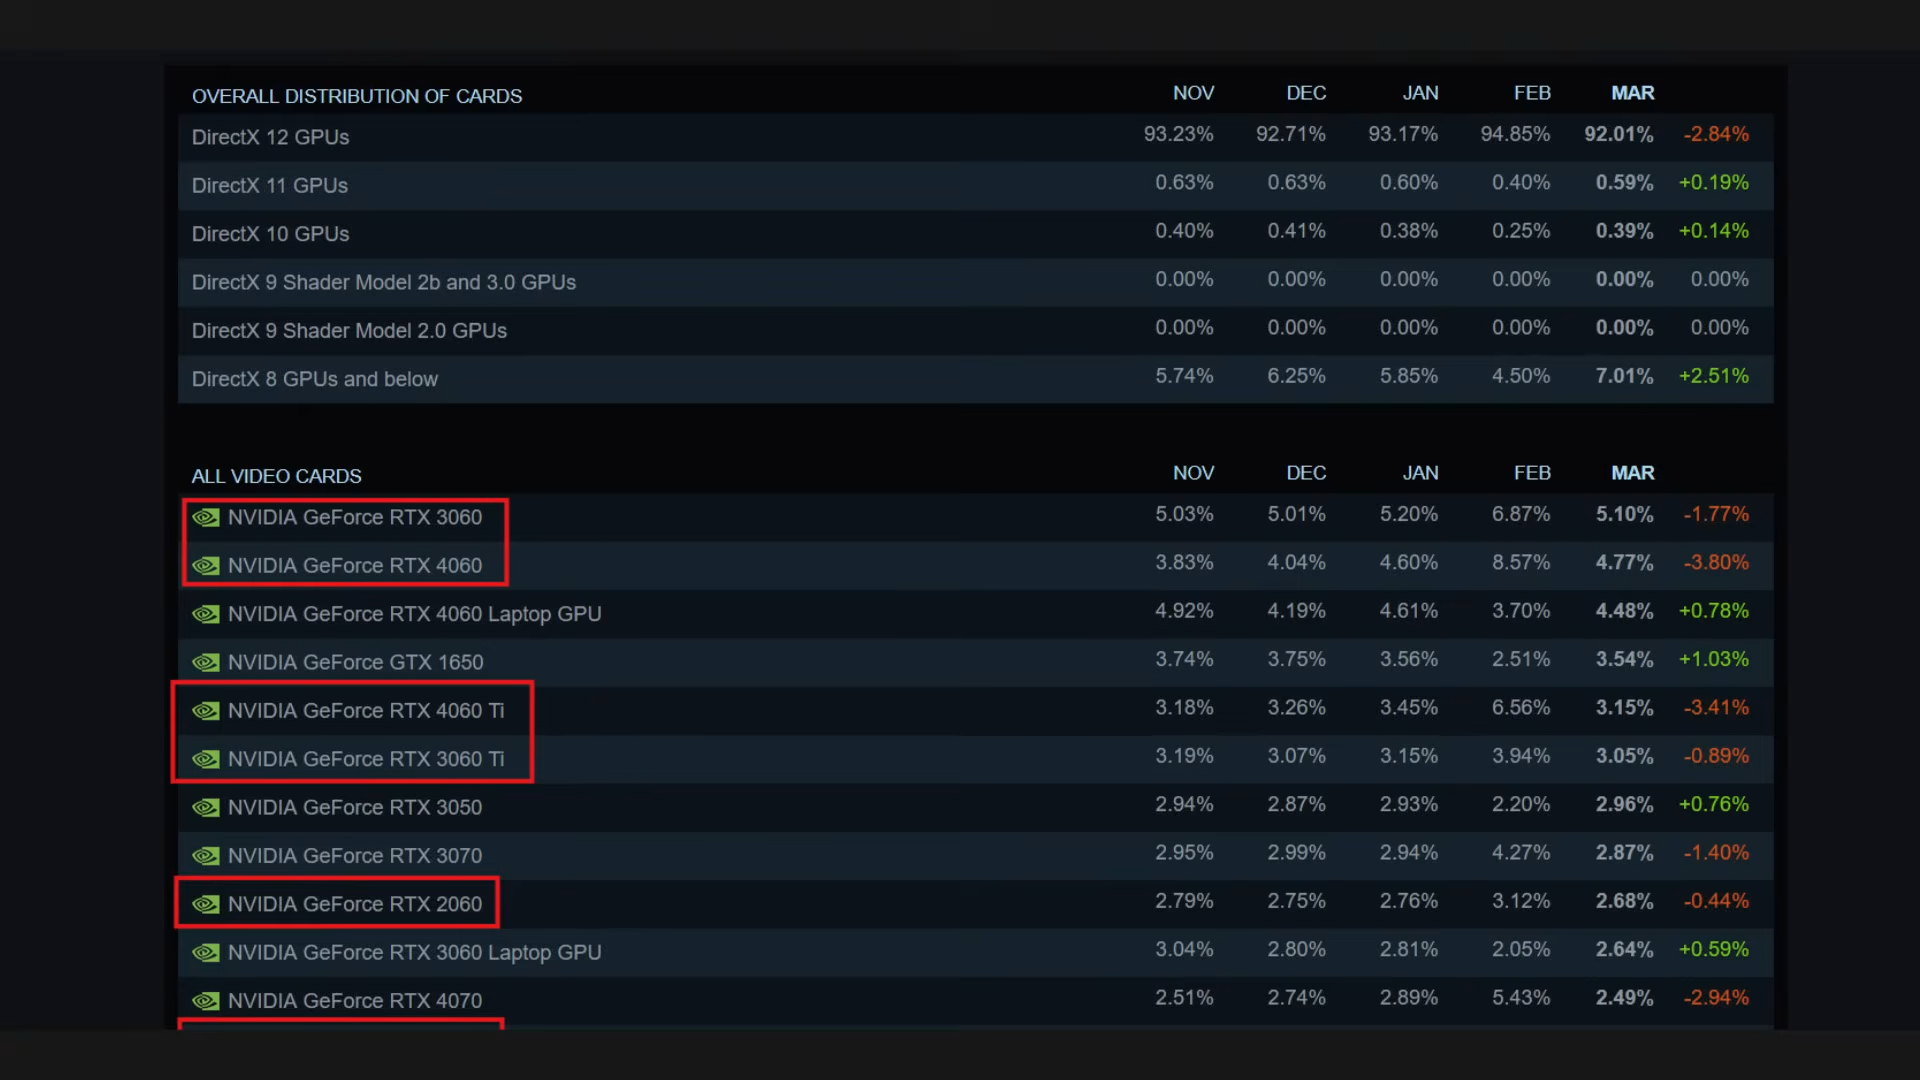 OVERALL DISTRIBUTION OF CARDS NOV DEC JAN FEB MAR
DirectX 12 GPUs 93.23% 92.71% 93.17% 94.85% 92.01% -2.84%
DirectX 11 GPUs 0.63% 0.63% 0.60% 0.40% 0.59% +0.19%
DirectX 10 GPUs 0.40% 0.41% 0.38% 0.25% 0.39% +0.14%
DirectX 9 Shader Model 2b and 3.0 GPUs 0.00% 0.00% 0.00% 0.00% 0.00% 0.00%
DirectX 9 Shader Model 2.0 GPUs 0.00% 0.00% 0.00% 0.00% 0.00% 0.00%
DirectX 8 GPUs and below 5.74% 6.25% 5.85% 4.50% 7.01% +2.51%
ALL VIDEO CARDS NOV DEC JAN FEB MAR
NVIDIA GeForce RTX 3060 5.03% 5.01% 5.20% 6.87% 5.10% -1.77%
NVIDIA GeForce RTX 4060 3.83% 4.04% 4.60% 8.57% 4.77% -3.80%
NVIDIA GeForce RTX 4060 Laptop GPU 4.92% 4.19% 4.61% 3.70% 4.48% +0.78%
NVIDIA GeForce GTX 1650 3.74% 3.75% 3.56% 2.51% 3.54% +1.03%
NVIDIA GeForce RTX 4060 Ti 3.18% 3.26% 3.45% 6.56% 3.15% -3.41%
NVIDIA GeForce RTX 3060 Ti 3.19% 3.07% 3.15% 3.94% 3.05% -0.89%
NVIDIA GeForce RTX 3050 2.94% 2.87% 2.93% 2.20% 2.96% +0.76%
NVIDIA GeForce RTX 3070 2.95% 2.99% 2.94% 4.27% 2.87% -1.40%
NVIDIA GeForce RTX 2060 2.79% 2.75% 2.76% 3.12% 2.68% -0.44%
NVIDIA GeForce RTX 3060 Laptop GPU 3.04% 2.80% 2.81% 2.05% 2.64% +0.59%
NVIDIA GeForce RTX 4070 2.51% 2.74% 2.89% 5.43% 2.49% -2.94%